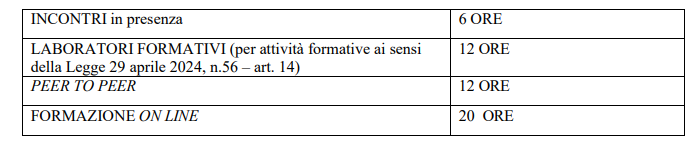 INCONTRI in presenza 6 ORE
LABORATORI FORMATIVI (per attività formative ai sensi 12 ORE
della Legge 29 aprile 2024, n.56 – art. 14)
PEER TO PEER 12 ORE
FORMAZIONE ON LINE 20 ORE